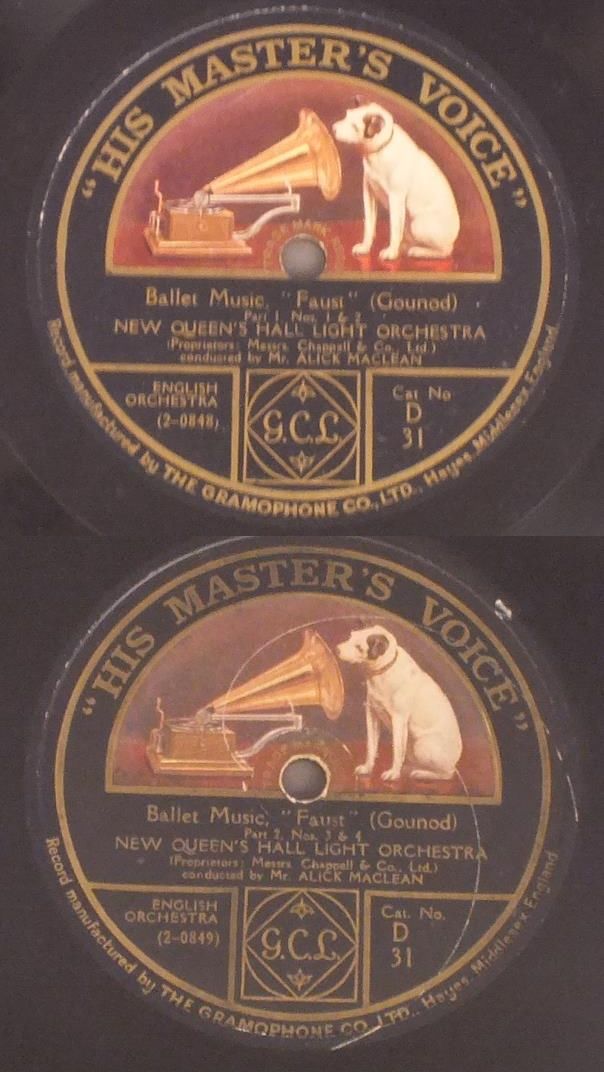 "HIS MASTER'S VOICE"
TRADE MARK
Ballet Music, "Faust" (Gounod)
Part 1, Nos. 1 & 2
NEW QUEEN'S HALL LIGHT ORCHESTRA
(Proprietors: Messrs. Chappell & Co., Ltd.)
conducted by Mr. ALICK MACLEAN
ENGLISH
ORCHESTRA
(2-0848)
G.C.L.
Cat No
D
31
Record manufactured by THE GRAMOPHONE CO., LTD., Hayes, Middlesex, England
"HIS MASTER'S VOICE"
Ballet Music, "Faust" (Gounod)
Part 2, Nos. 3 & 4
NEW QUEEN'S HALL LIGHT ORCHESTRA
(Proprietors: Messrs. Chappell & Co., Ltd.)
conducted by Mr. ALICK MACLEAN
ENGLISH
ORCHESTRA
(2-0849)
G.C.L.
Cat. No.
D
31
Record manufactured by THE GRAMOPHONE CO., LTD., Hayes, Middlesex, England